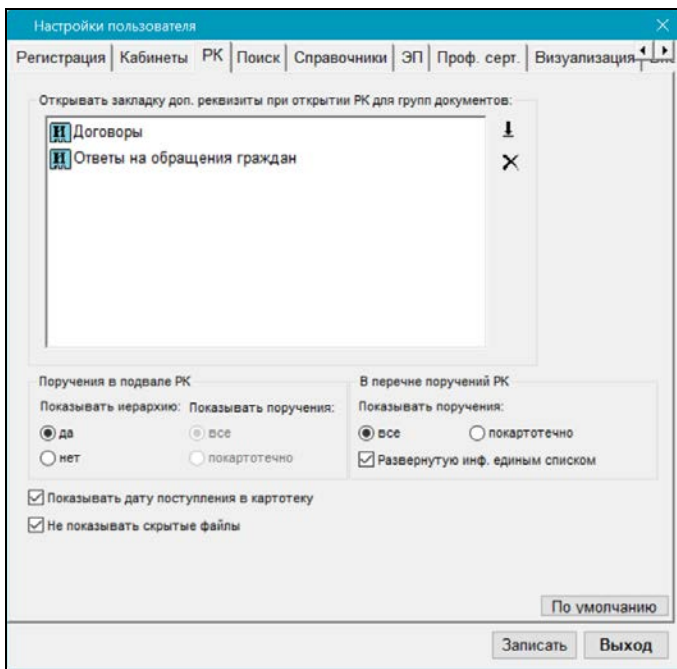 Настройки пользователя
Регистрация Кабинеты РК Поиск Справочники ЭП Проф. серт. Визуализация
Открывать закладку доп. реквизиты при открытии РК для групп документов:
Договоры
Ответы на обращения граждан
Поручения в подвале РК
В перечне поручений РК
Показывать иерархию: Показывать поручения:
Показывать поручения:
да все
все покартотечно
нет покартотечно
Развернутую инф. единым списком
Показывать дату поступления в картотеку
Не показывать скрытые файлы
По умолчанию
Записать Выход